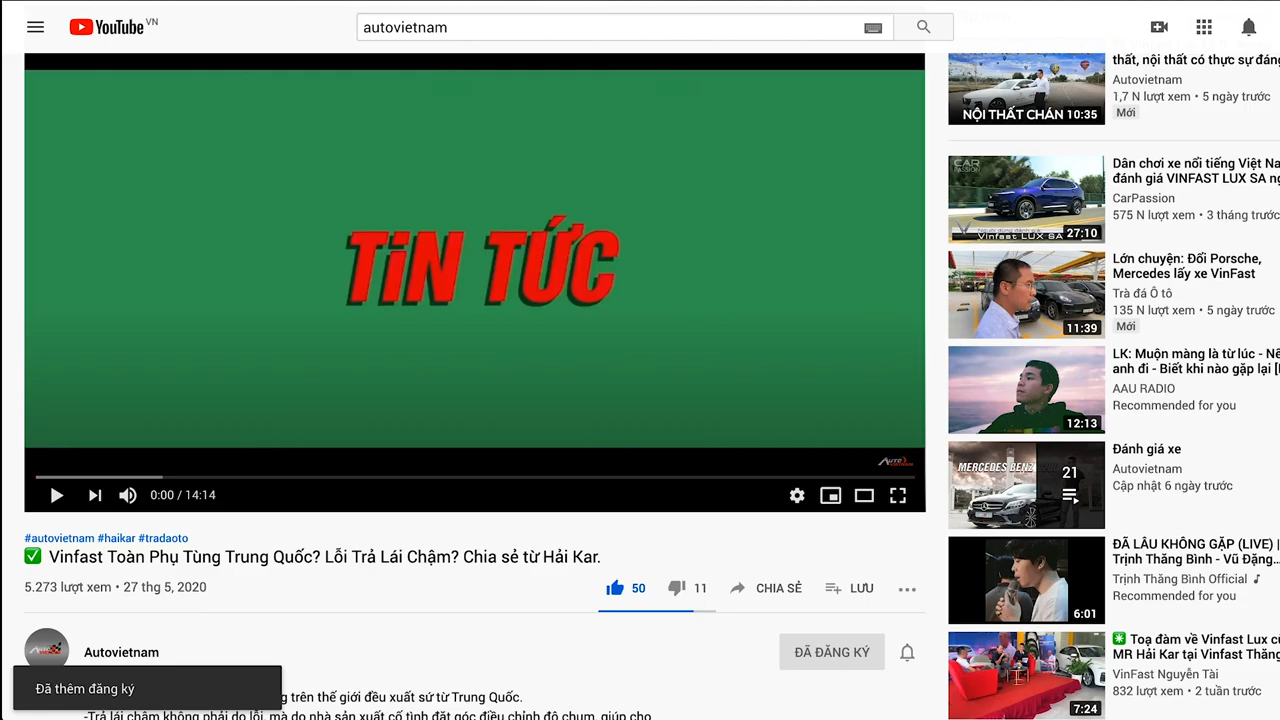 YouTube VN
autovietnam
TiN TỨC
AUTO VIETNAM
0:00 / 14:14
#autovietnam #haikar #tradaoto
✅ Vinfast Toàn Phụ Tùng Trung Quốc? Lỗi Trả Lái Chậm? Chia sẻ từ Hải Kar.
5.273 lượt xem • 27 thg 5, 2020
50
11
CHIA SẺ
LƯU
Autovietnam
ĐÃ ĐĂNG KÝ
Đã thêm đăng ký
trên thế giới đều xuất sứ từ Trung Quốc.
-Trả lái chậm không phải do lỗi, mà do nhà sản xuất cố tình đặt góc điều chỉnh độ chụm, giúp cho
NỘI THẤT CHÁN 10:35
thất, nội thất có thực sự đáng
Autovietnam
1,7 N lượt xem • 5 ngày trước
Mới
CAR PASSION
Vinfast LUX SA
27:10
Dân chơi xe nổi tiếng Việt Na
đánh giá VINFAST LUX SA ng
CarPassion
575 N lượt xem • 3 tháng trước
11:39
Lớn chuyện: Đổi Porsche,
Mercedes lấy xe VinFast
Trà đá Ô tô
135 N lượt xem • 5 ngày trước
Mới
12:13
LK: Muộn màng là từ lúc - Nế
anh đi - Biết khi nào gặp lại [
AAU RADIO
Recommended for you
MERCEDES BENZ
21
Đánh giá xe
Autovietnam
Cập nhật 6 ngày trước
6:01
ĐÃ LÂU KHÔNG GẶP (LIVE) |
Trịnh Thăng Bình - Vũ Đặng...
Trịnh Thăng Bình Official
Recommended for you
7:24
Toạ đàm về Vinfast Lux cù
MR Hải Kar tại Vinfast Thăng
VinFast Nguyễn Tài
832 lượt xem • 2 tuần trước